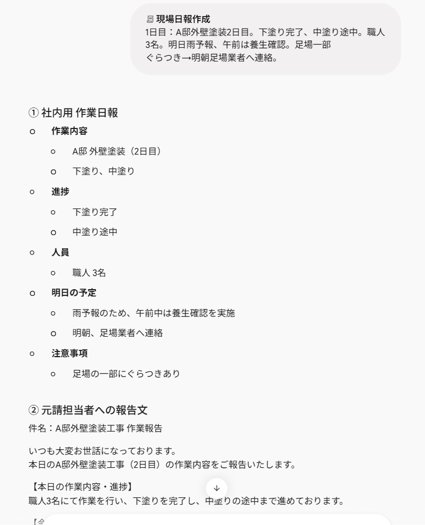 現場日報作成
1日目：A邸外壁塗装2日目。下塗り完了、中塗り途中。職人
3名。明日雨予報、午前は養生確認。足場一部
ぐらつき→明朝足場業者へ連絡。
① 社内用 作業日報
作業内容
A邸 外壁塗装（2日目）
下塗り、中塗り
進捗
下塗り完了
中塗り途中
人員
職人 3名
明日の予定
雨予報のため、午前中は養生確認を実施
明朝、足場業者へ連絡
注意事項
足場の一部にぐらつきあり
② 元請担当者への報告文
件名：A邸外壁塗装工事 作業報告
いつも大変お世話になっております。
本日のA邸外壁塗装工事（2日目）の作業内容をご報告いたします。
【本日の作業内容・進捗】
職人3名にて作業を行い、下塗りを完了し、中塗りの途中まで進めております。